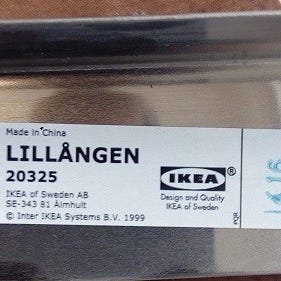 Made in China
LILLÅNGEN
20325
IKEA of Sweden AB
SE-343 81 Älmhult
© Inter IKEA Systems B.V. 1999
IKEA®
Design and Quality
IKEA of Sweden
PQR